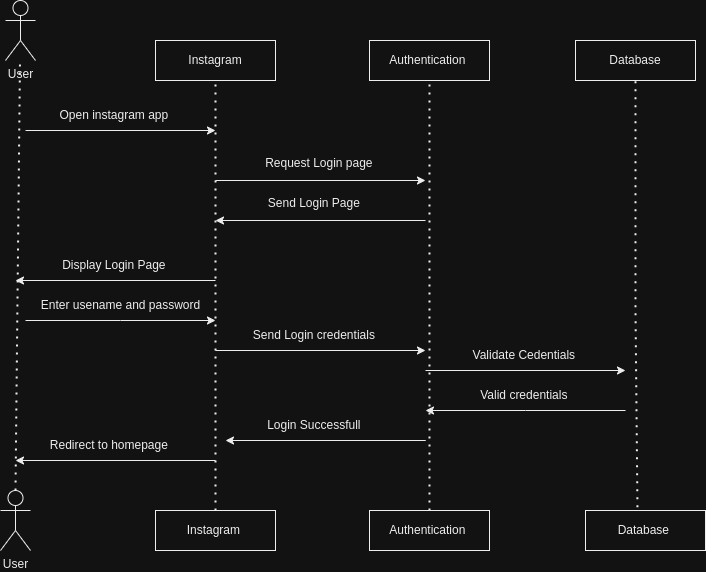 User
Instagram
Authentication
Database
Open instagram app
Request Login page
Send Login Page
Display Login Page
Enter usename and password
Send Login credentials
Validate Cedentials
Valid credentials
Login Successfull
Redirect to homepage
User
Instagram
Authentication
Database